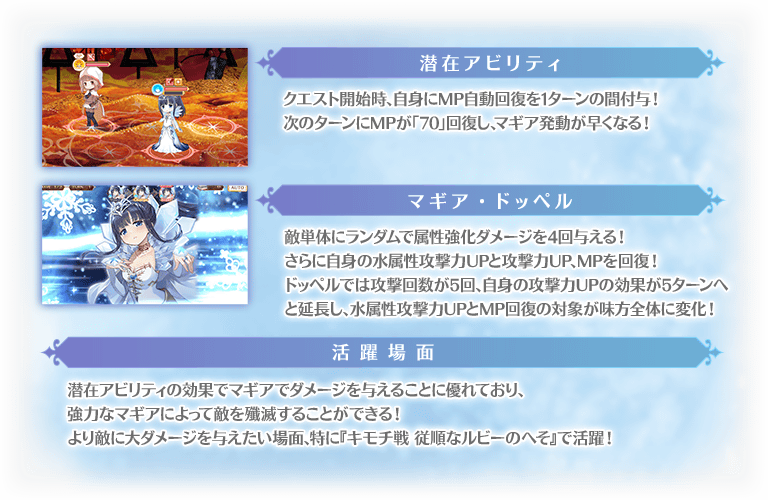 潜在アビリティ
クエスト開始時、自身にMP自動回復を1ターンの間付与！
次のターンにMPが「70」回復し、マギア発動が早くなる！
AUTO
マギア・ドッペル
敵単体にランダムで属性強化ダメージを4回与える！
さらに自身の水属性攻撃力UPと攻撃力UP、MPを回復！
ドッペルでは攻撃回数が5回、自身の攻撃力UPの効果が5ターンへ
と延長し、水属性攻撃力UPとMP回復の対象が味方全体に変化！
活躍場面
潜在アビリティの効果でマギアでダメージを与えることに優れており、
強力なマギアによって敵を殲滅することができる！
より敵に大ダメージを与えたい場面、特に『キモチ戦 従順なルビーのへそ』で活躍！